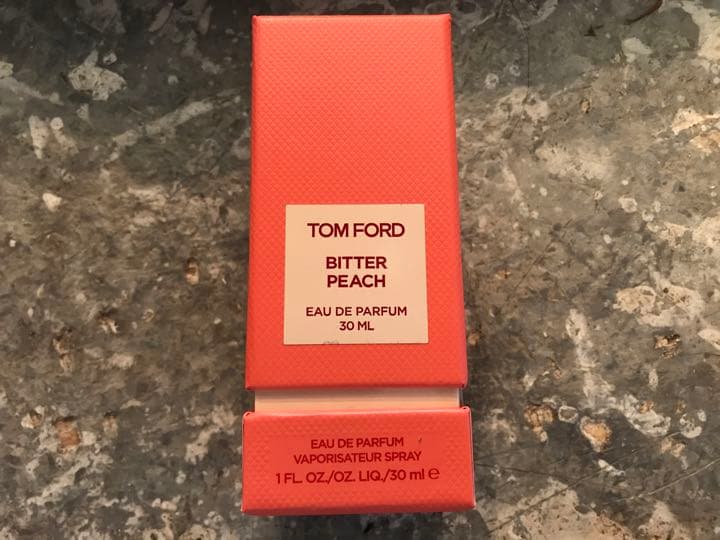 TOM FORD
BITTER
PEACH
EAU DE PARFUM
30 ML
EAU DE PARFUM
VAPORISATEUR SPRAY
1 FL. OZ./OZ. LIQ./30 ml ℮